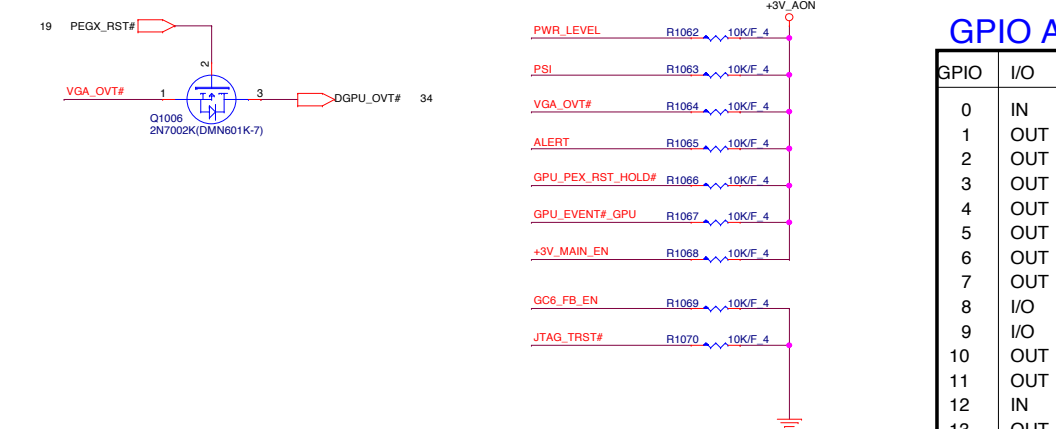 19 PEGX_RST#
2
VGA_OVT# 1 3 DGPU_OVT# 34
Q1006
2N7002K(DMN601K-7)
+3V_AON
PWR_LEVEL R1062 10K/F_4
PSI R1063 10K/F_4
VGA_OVT# R1064 10K/F_4
ALERT R1065 10K/F_4
GPU_PEX_RST_HOLD# R1066 10K/F_4
GPU_EVENT#_GPU R1067 10K/F_4
+3V_MAIN_EN R1068 10K/F_4
GC6_FB_EN R1069 10K/F_4
JTAG_TRST# R1070 10K/F_4
GPIO A
GPIO I/O
0 IN
1 OUT
2 OUT
3 OUT
4 OUT
5 OUT
6 OUT
7 OUT
8 I/O
9 I/O
10 OUT
11 OUT
12 IN
13 OUT